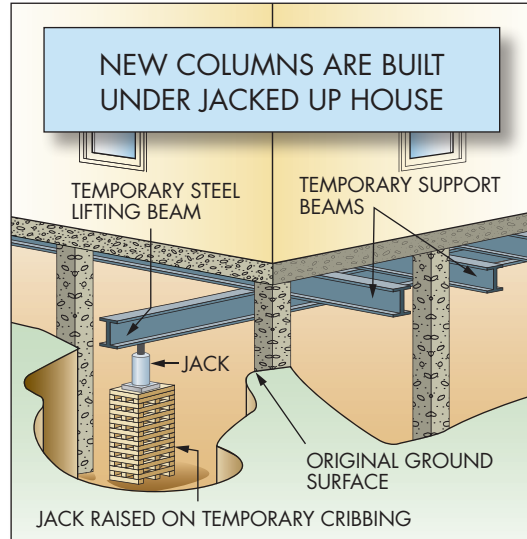 NEW COLUMNS ARE BUILT
UNDER JACKED UP HOUSE
TEMPORARY STEEL
LIFTING BEAM
TEMPORARY SUPPORT
BEAMS
JACK
ORIGINAL GROUND
SURFACE
JACK RAISED ON TEMPORARY CRIBBING